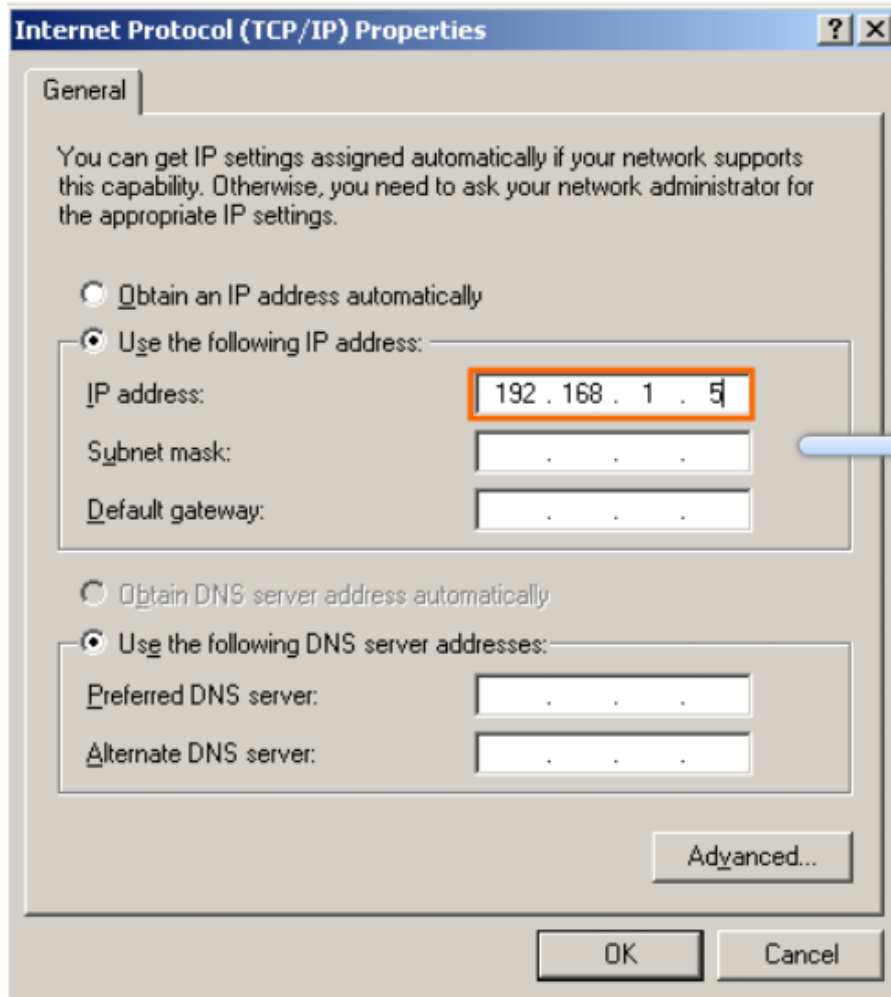 Internet Protocol (TCP/IP) Properties
General
You can get IP settings assigned automatically if your network supports
this capability. Otherwise, you need to ask your network administrator for
the appropriate IP settings.
Obtain an IP address automatically
Use the following IP address:
IP address: 192 . 168 . 1 . 5
Subnet mask: . . .
Default gateway: . . .
Obtain DNS server address automatically
Use the following DNS server addresses:
Preferred DNS server: . . .
Alternate DNS server: . . .
Advanced...
OK Cancel